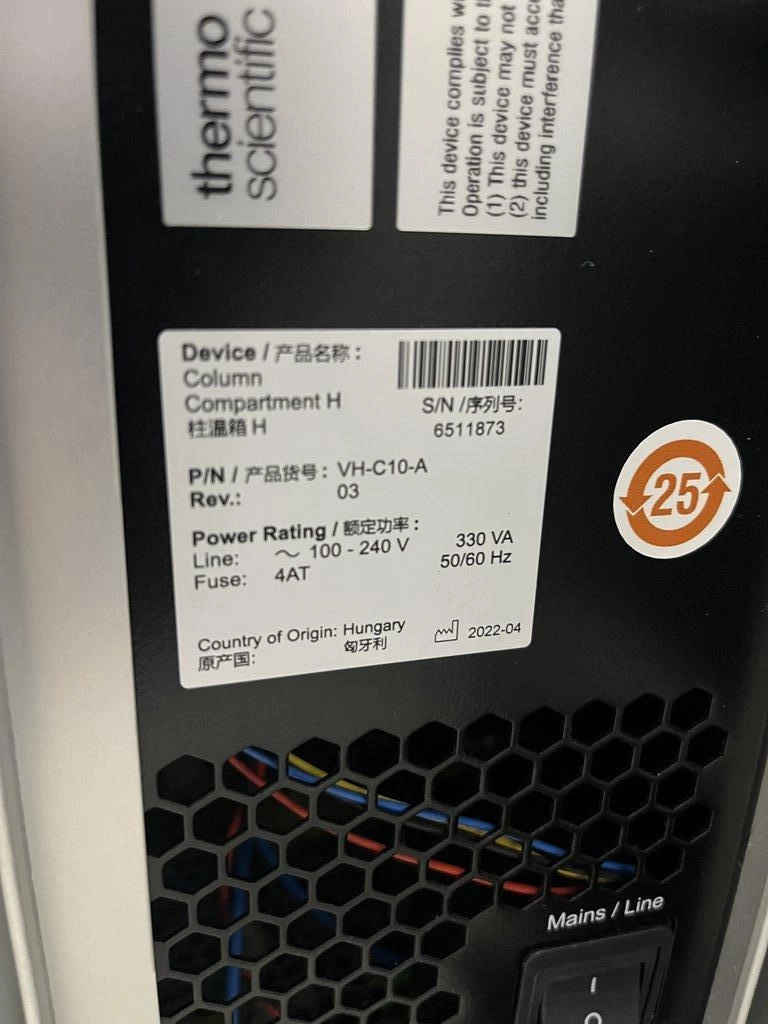 thermo
scientific
This device complies
Operation is subject to
(1) This device may not
(2) this device must
including interference
Device / 产品名称：
Column
Compartment H
柱温箱 H
S/N /序列号:
6511873
P/N / 产品货号： VH-C10-A
Rev.: 03
Power Rating / 额定功率：
Line: ～ 100 - 240 V 330 VA
Fuse: 4AT 50/60 Hz
Country of Origin: Hungary
原产国: 匈牙利
2022-04
25
Mains / Line